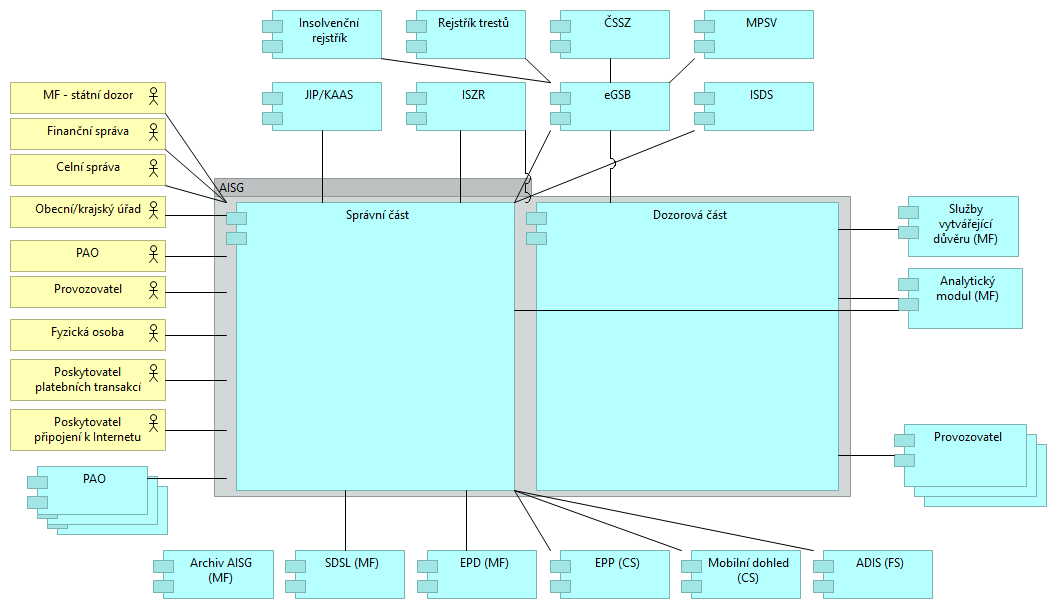 Insolvenční
rejstřík
Rejstřík trestů
ČSSZ
MPSV
MF - státní dozor
JIP/KAAS
ISZR
eGSB
ISDS
Finanční správa
Celní správa
AISG
Obecní/krajský úřad
Správní část
Dozorová část
Služby
vytvářející
důvěru (MF)
PAO
Provozovatel
Analytický
modul (MF)
Fyzická osoba
Poskytovatel
platebních transakcí
Poskytovatel
připojení k Internetu
Provozovatel
PAO
Archiv AISG
(MF)
SDSL (MF)
EPD (MF)
EPP (CS)
Mobilní dohled
(CS)
ADIS (FS)